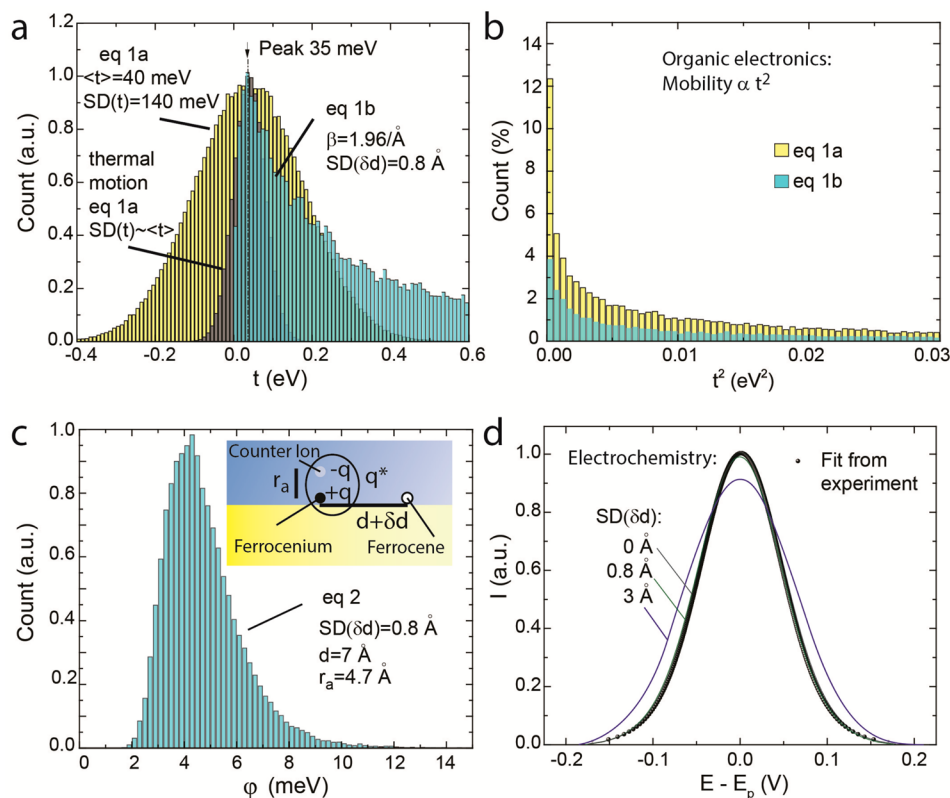 a
eq 1a
<t>=40 meV
SD(t)=140 meV
thermal
motion
eq 1a
SD(t)~<t>
Peak 35 meV
eq 1b
β=1.96/Å
SD(δd)=0.8 Å
Count (a.u.)
1.2
1.0
0.8
0.6
0.4
0.2
0.0
-0.4
-0.2
0.0
0.2
0.4
0.6
t (eV)
b
Organic electronics:
Mobility α t²
eq 1a
eq 1b
Count (%)
14
12
10
8
6
4
2
0
0.00
0.01
0.02
0.03
t² (eV²)
c
Counter Ion
-q
q*
rₐ
+q
d+δd
Ferrocenium
Ferrocene
eq 2
SD(δd)=0.8 Å
d=7 Å
rₐ=4.7 Å
Count (a.u.)
1.0
0.8
0.6
0.4
0.2
0.0
0
2
4
6
8
10
12
14
φ (meV)
d
Electrochemistry:
Fit from
experiment
SD(δd):
0 Å
0.8 Å
3 Å
I (a.u.)
1.0
0.8
0.6
0.4
0.2
0.0
-0.2
-0.1
0.0
0.1
0.2
E - Eₚ (V)